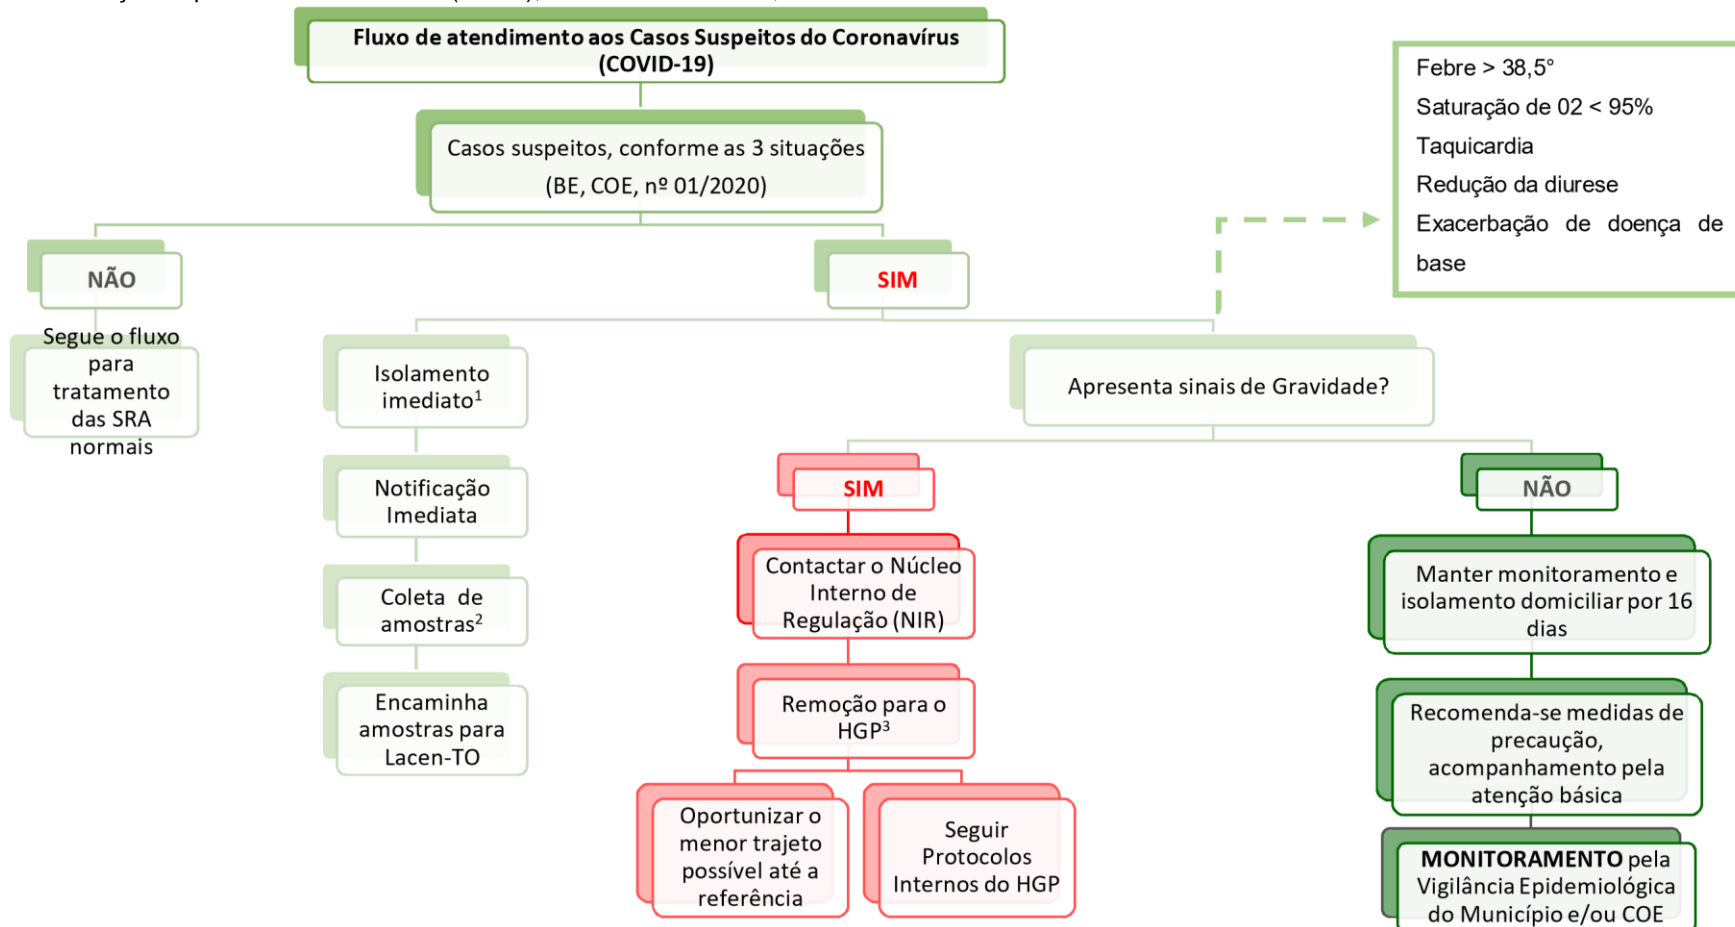 Fluxo de atendimento aos Casos Suspeitos do Coronavírus
(COVID-19)
Febre > 38,5°
Saturação de 02 < 95%
Taquicardia
Redução da diurese
Exacerbação de doença de
base
Casos suspeitos, conforme as 3 situações
(BE, COE, nº 01/2020)
NÃO
SIM
Segue o fluxo
para
tratamento
das SRA
normais
Isolamento
imediato¹
Notificação
Imediata
Coleta de
amostras²
Encaminha
amostras para
Lacen-TO
Apresenta sinais de Gravidade?
SIM
Contactar o Núcleo
Interno de
Regulação (NIR)
Remoção para o
HGP³
Oportunizar o
menor trajeto
possível até a
referência
Seguir
Protocolos
Internos do HGP
NÃO
Manter monitoramento e
isolamento domiciliar por 16
dias
Recomenda-se medidas de
precaução,
acompanhamento pela
atenção básica
MONITORAMENTO pela
Vigilância Epidemiológica
do Município e/ou COE